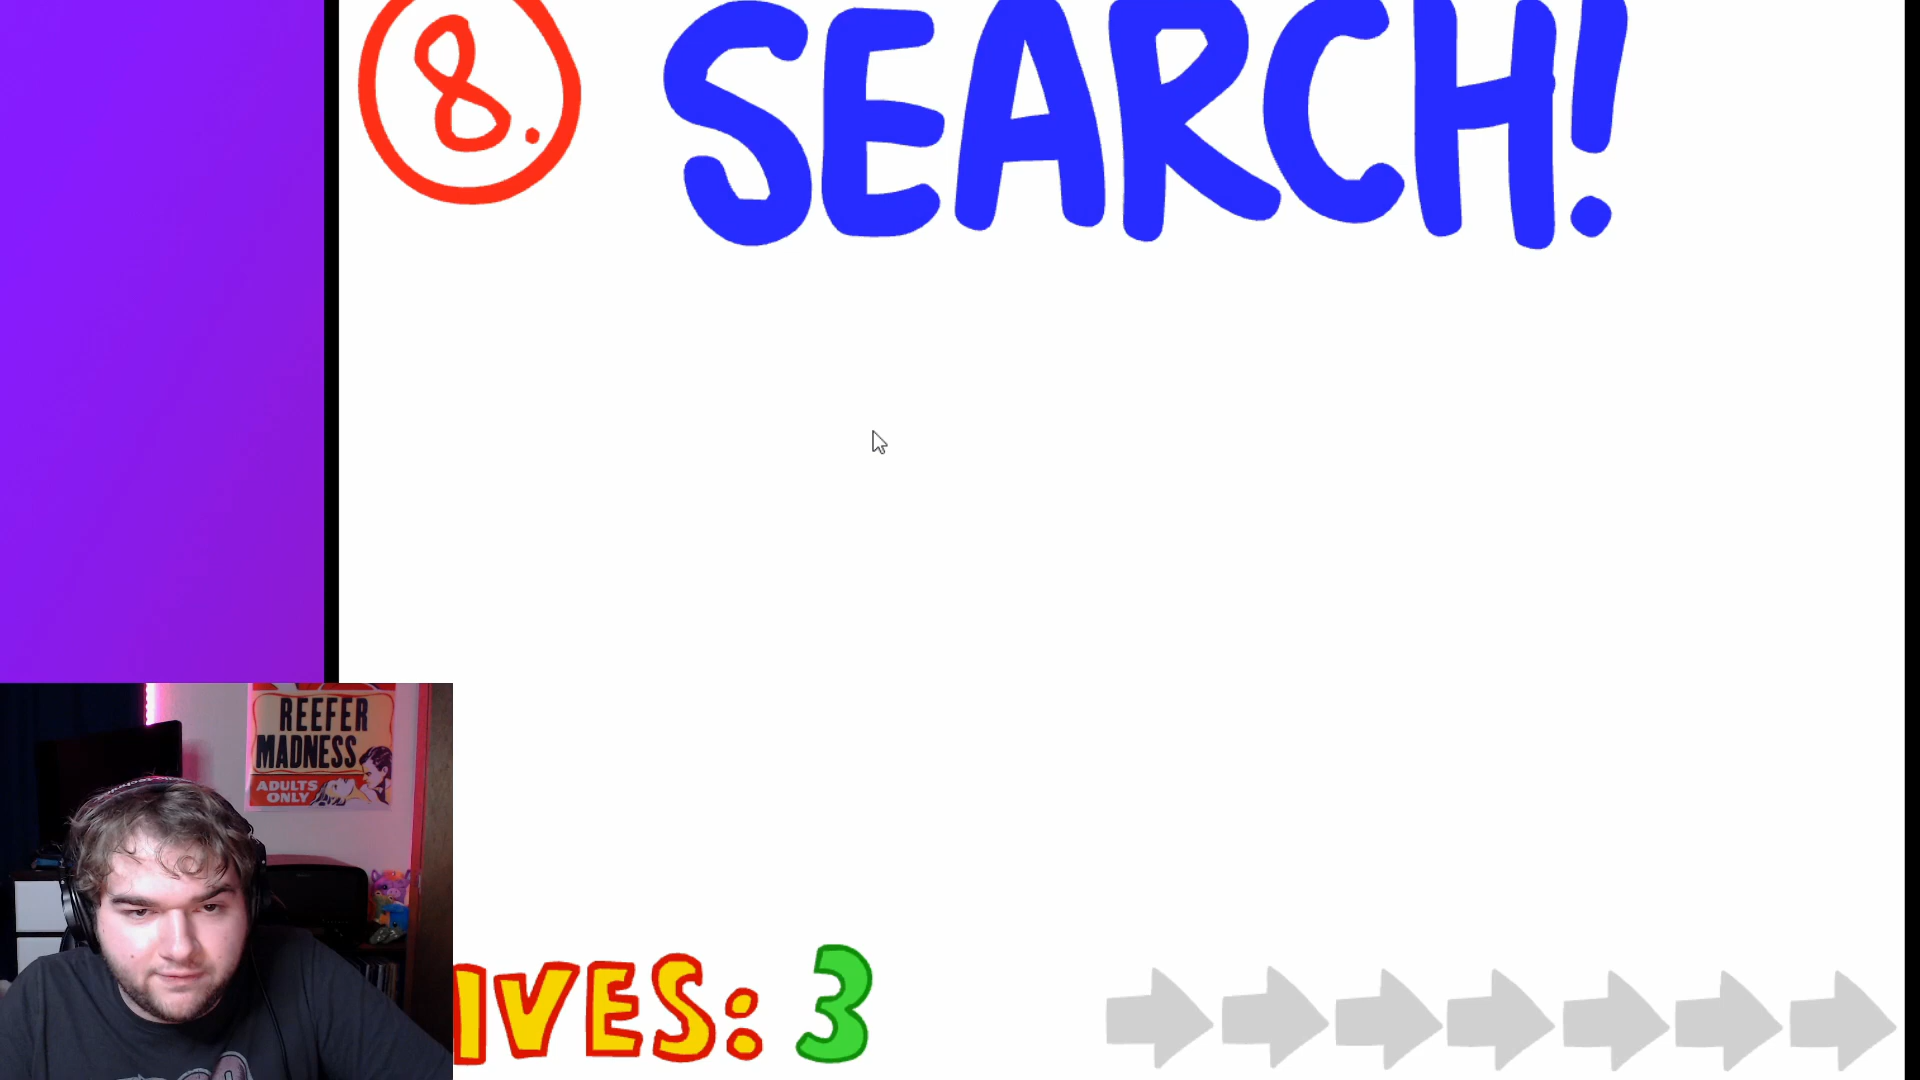 8. SEARCH!
REEFER
MADNESS
ADULTS
ONLY
IVES: 3